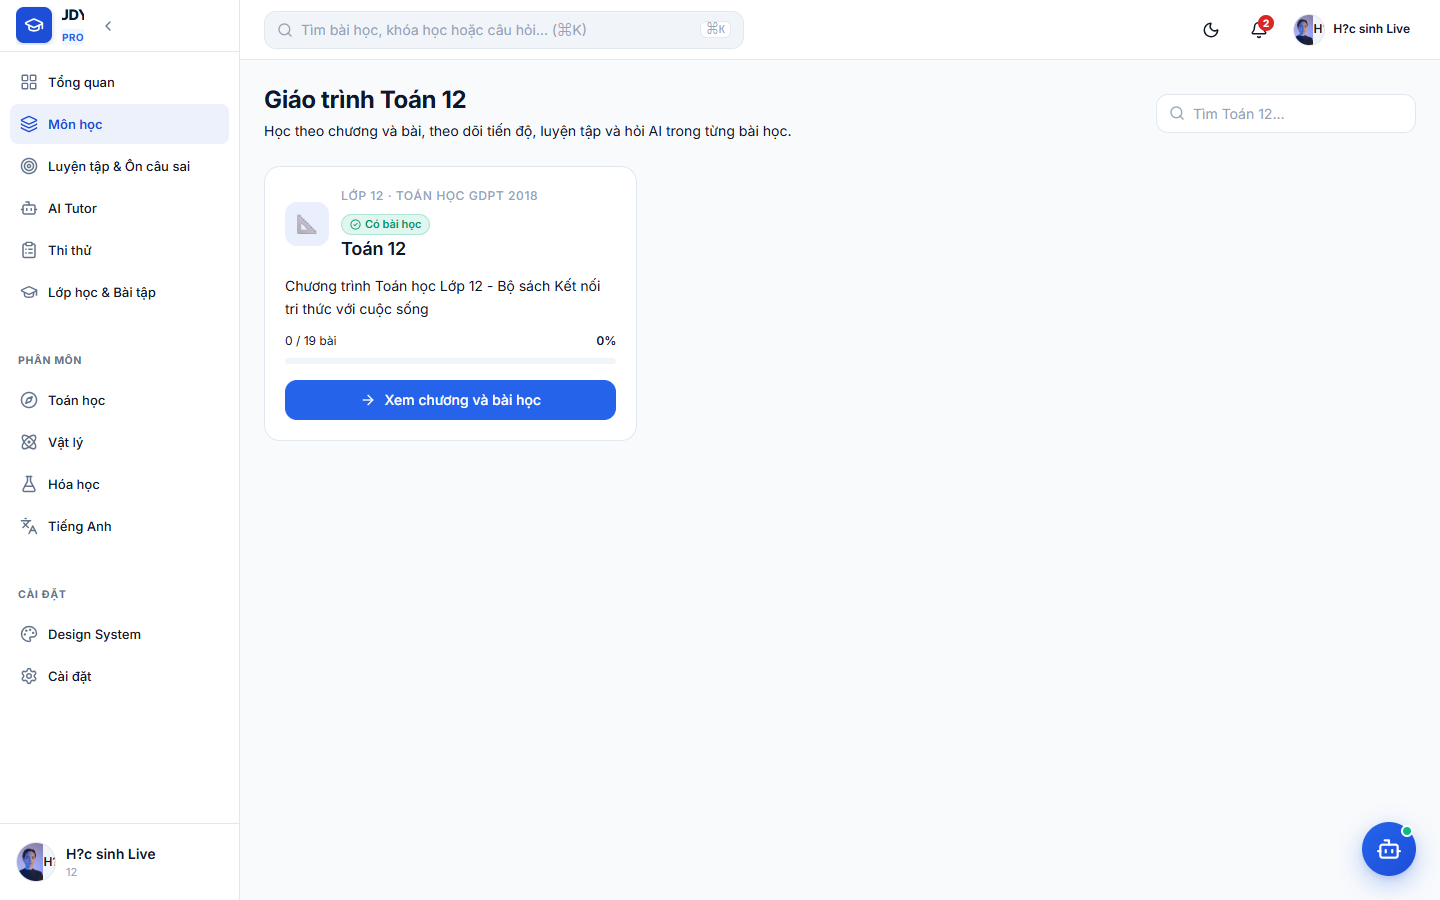 PRO
Tổng quan
Môn học
Luyện tập & Ôn câu sai
AI Tutor
Thi thử
Lớp học & Bài tập
PHÂN MÔN
Toán học
Vật lý
Hóa học
Tiếng Anh
CÀI ĐẶT
Design System
Cài đặt
H?c sinh Live
12
Tìm bài học, khóa học hoặc câu hỏi... (⌘K)
⌘K
2
H?c sinh Live
Giáo trình Toán 12
Học theo chương và bài, theo dõi tiến độ, luyện tập và hỏi AI trong từng bài học.
Tìm Toán 12...
LỚP 12 · TOÁN HỌC GDPT 2018
Có bài học
Toán 12
Chương trình Toán học Lớp 12 - Bộ sách Kết nối
tri thức với cuộc sống
0 / 19 bài
0%
Xem chương và bài học